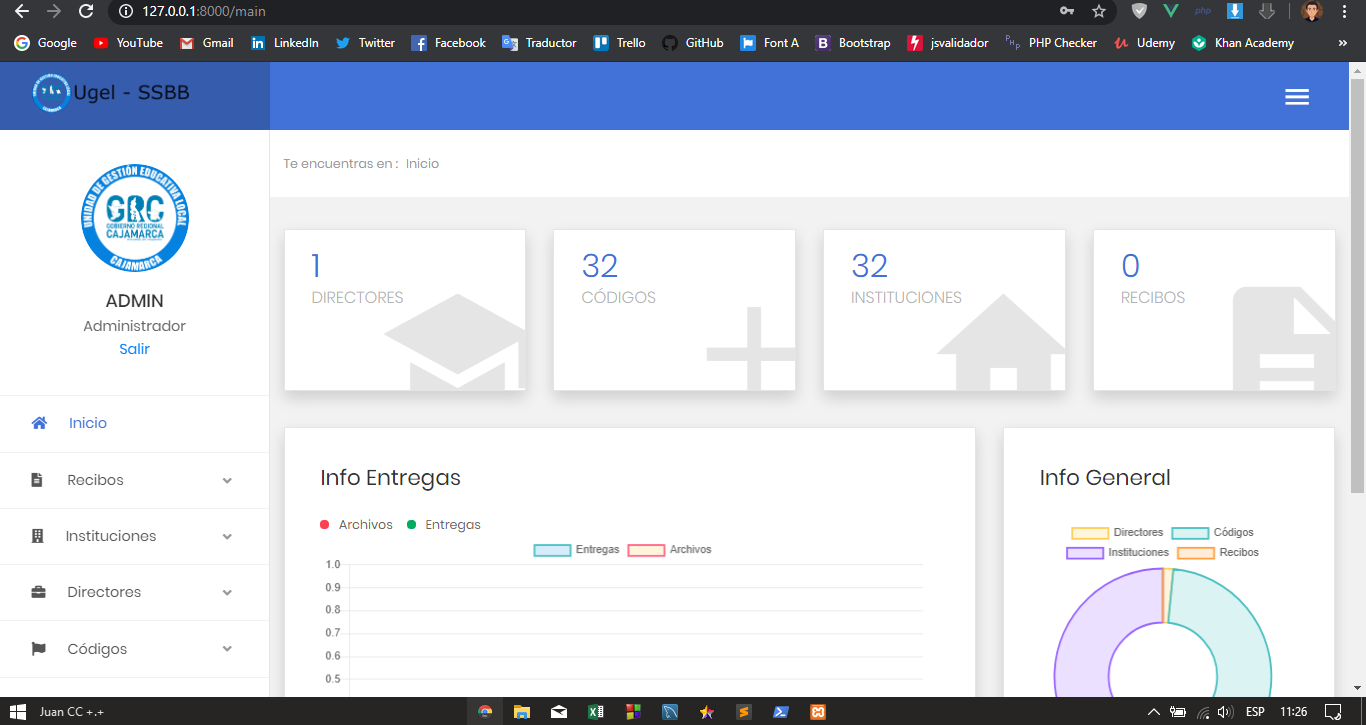 127.0.0.1:8000/main
php
Google YouTube Gmail LinkedIn Twitter Facebook Traductor Trello GitHub Font A Bootstrap jsvalidador PHP Checker Udemy Khan Academy »
Ugel - SSBB
Te encuentras en : Inicio
UNIDAD DE GESTIÓN EDUCATIVA LOCAL
GRC
GOBIERNO REGIONAL
CAJAMARCA
CAJAMARCA
ADMIN
Administrador
Salir
Inicio
Recibos
Instituciones
Directores
Códigos
1
DIRECTORES
32
CÓDIGOS
32
INSTITUCIONES
0
RECIBOS
Info Entregas
Archivos Entregas
Entregas Archivos
1.0
0.9
0.8
0.7
0.6
0.5
Info General
Directores Códigos
Instituciones Recibos
Juan CC +.+
ESP 11:26